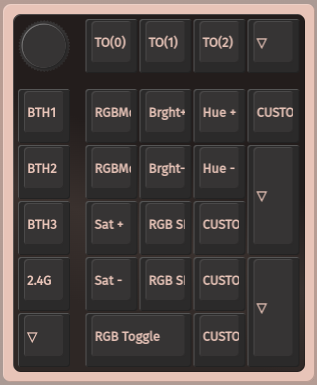 TO(0) TO(1) TO(2) ▽
BTH1 RGBM Brght+ Hue + CUSTO
BTH2 RGBM Brght- Hue -
▽
BTH3 Sat + RGB S CUSTO
2.4G Sat - RGB S CUSTO
▽
▽ RGB Toggle CUSTO